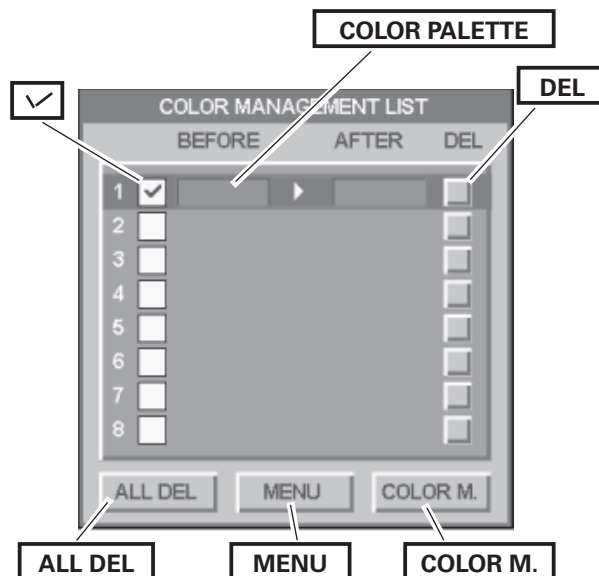 COLOR PALETTE
DEL
COLOR MANAGEMENT LIST
BEFORE AFTER DEL
1
2
3
4
5
6
7
8
ALL DEL MENU COLOR M.
ALL DEL MENU COLOR M.